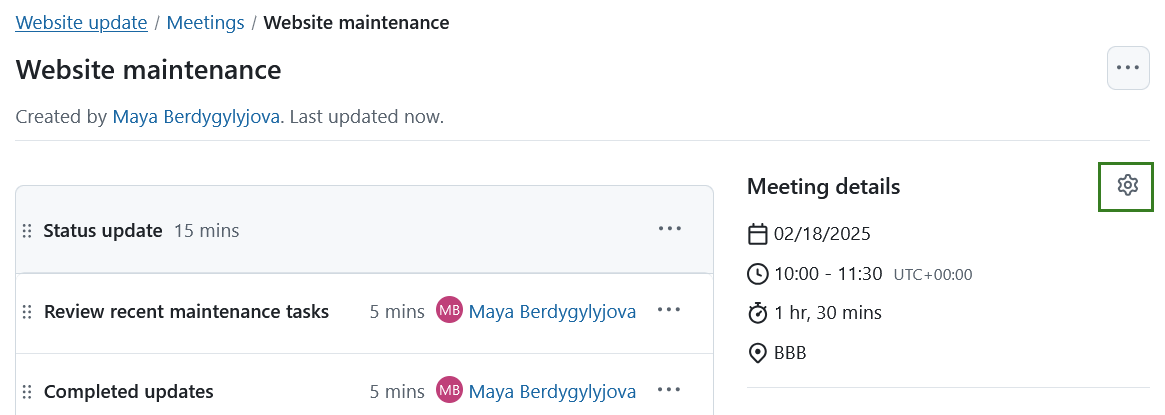 Website update / Meetings / Website maintenance
Website maintenance
Created by Maya Berdygylyjova. Last updated now.
Status update 15 mins
Review recent maintenance tasks 5 mins MB Maya Berdygylyjova
Completed updates 5 mins MB Maya Berdygylyjova
Meeting details
02/18/2025
10:00 - 11:30 UTC+00:00
1 hr, 30 mins
BBB